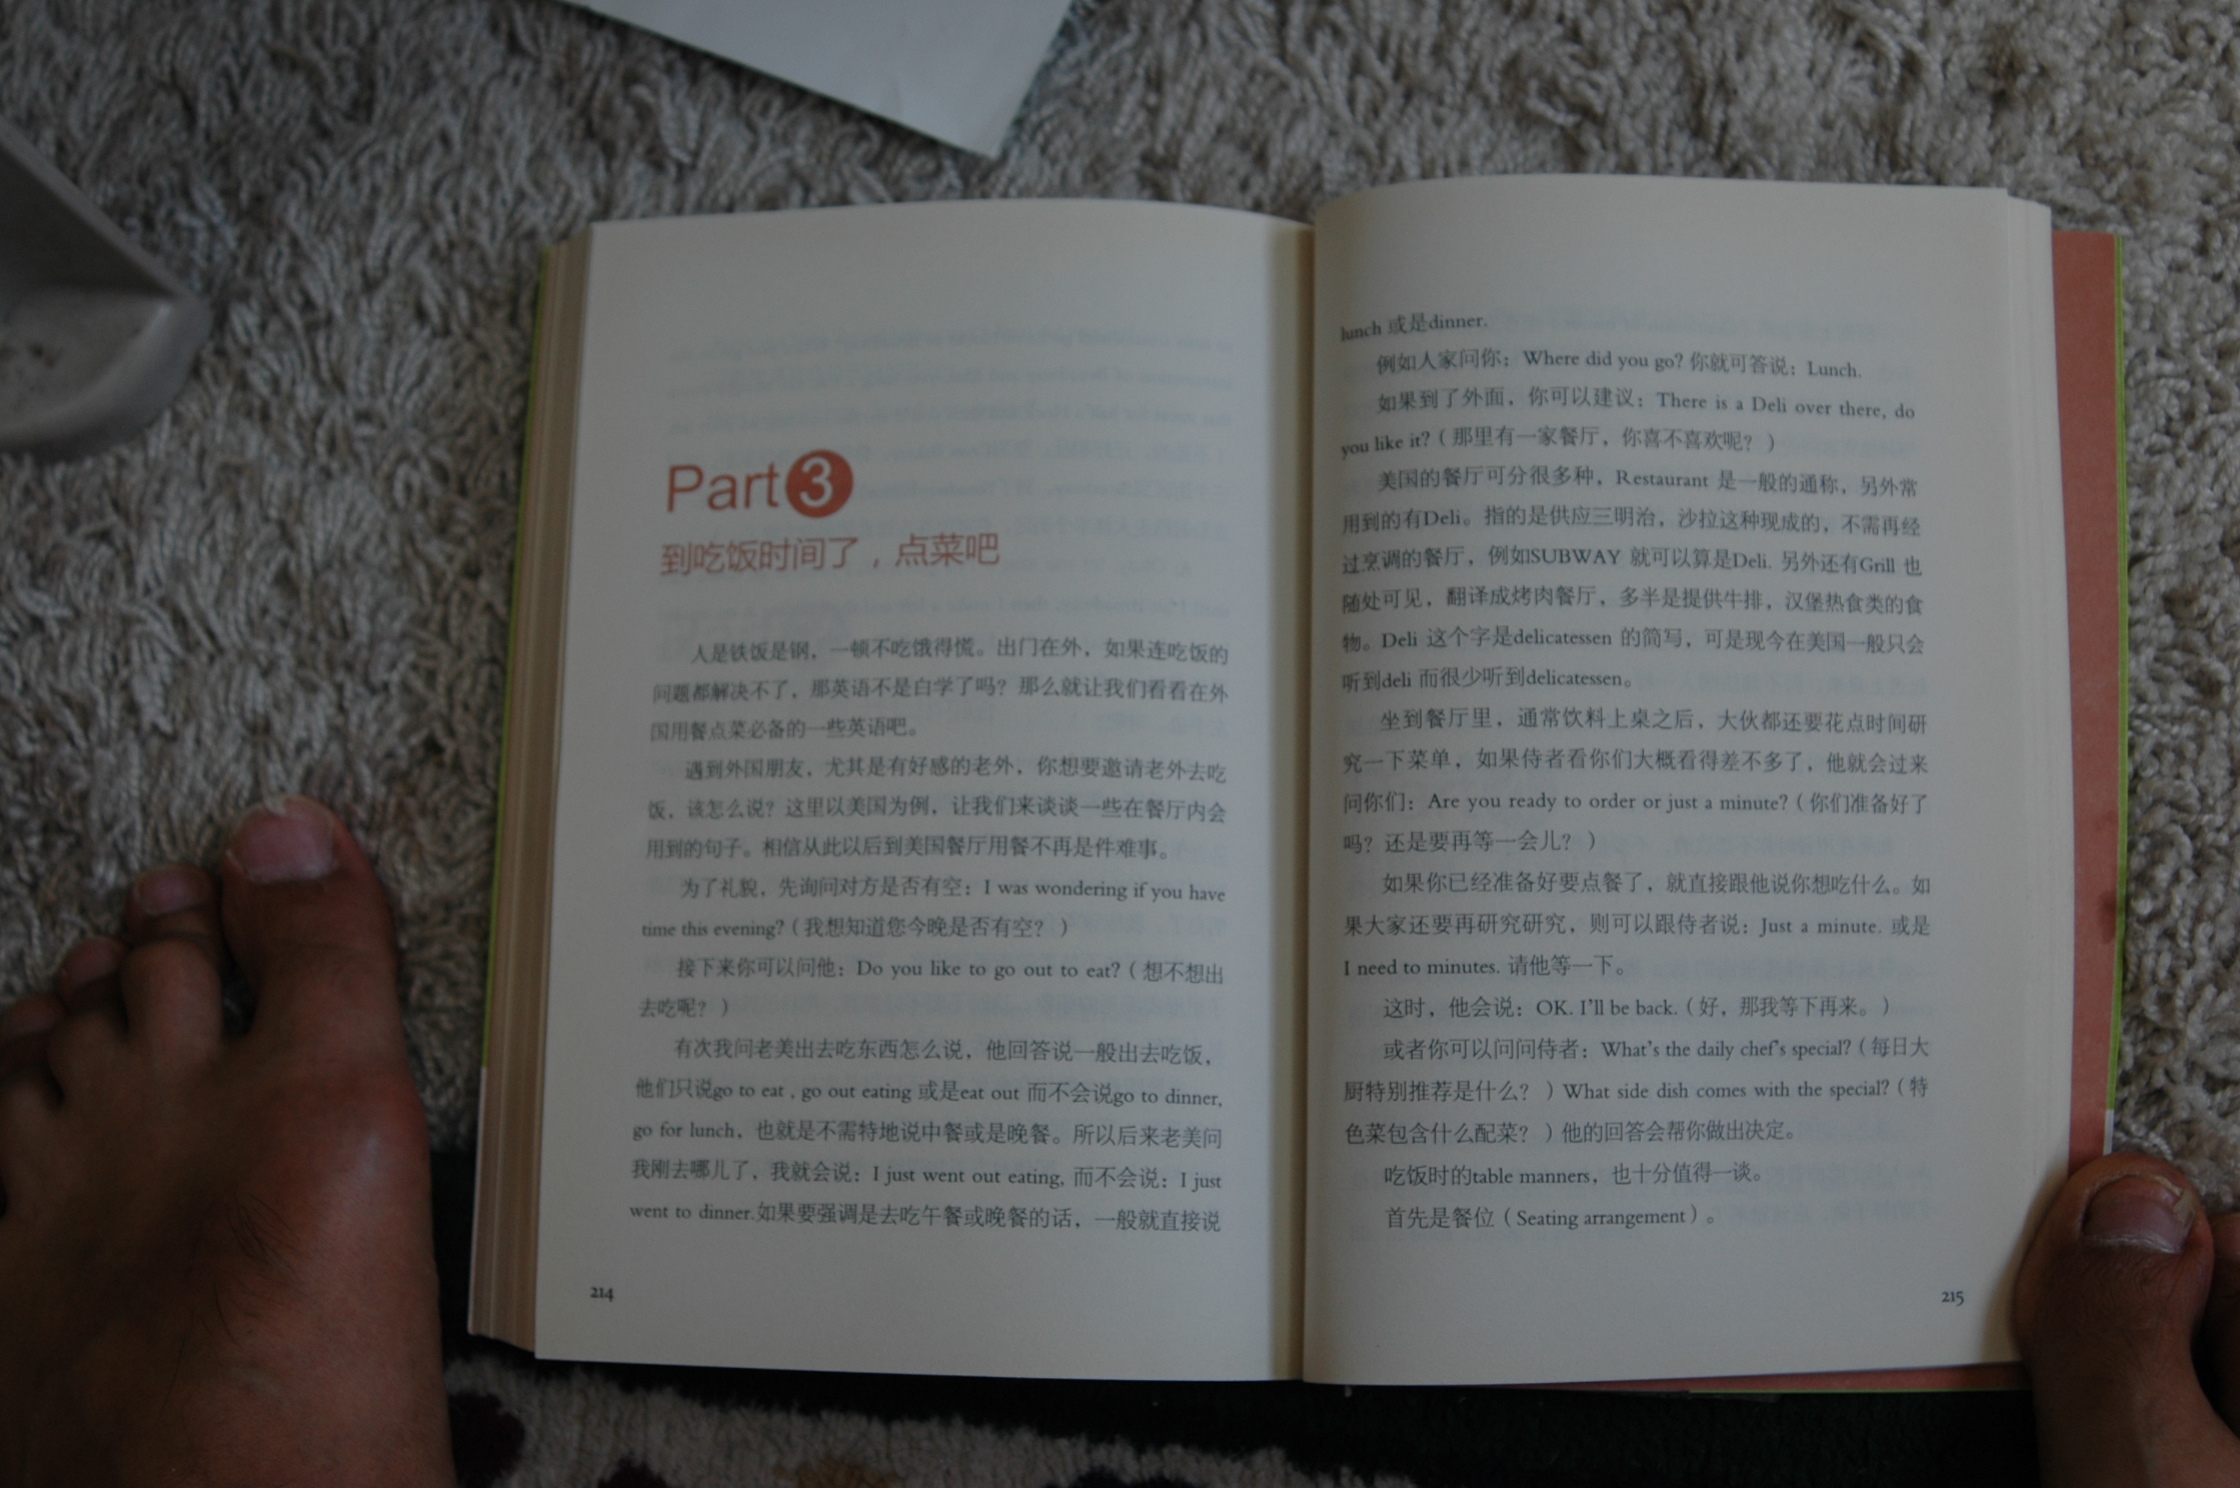 Part 3
到吃饭时间了，点菜吧
人是铁饭是钢，一顿不吃饿得慌。出门在外，如果连吃饭的
问题都解决不了，那英语不是白学了吗？那么就让我们看看在外
国用餐点菜必备的一些英语吧。
遇到外国朋友，尤其是有好感的老外，你想要邀请老外去吃
饭，该怎么说？这里以美国为例，让我们来谈谈一些在餐厅内会
用到的句子。相信从此以后到美国餐厅用餐不再是件难事。
为了礼貌，先询问对方是否有空：I was wondering if you have
time this evening?（我想知道您今晚是否有空？）
接下来你可以问他：Do you like to go out to eat?（想不想出
去吃呢？）
有次我问老美出去吃东西怎么说，他回答说一般出去吃饭，
他们只说go to eat , go out eating 或是eat out 而不会说go to dinner,
go for lunch，也就是不需特地说中餐或是晚餐。所以后来老美问
我刚去哪儿了，我就会说：I just went out eating, 而不会说：I just
went to dinner.如果要强调是去吃午餐或晚餐的话，一般就直接说
214
lunch 或是dinner.
例如人家问你：Where did you go? 你就可答说：Lunch.
如果到了外面，你可以建议：There is a Deli over there, do
you like it?（那里有一家餐厅，你喜不喜欢呢？）
美国的餐厅可分很多种，Restaurant 是一般的通称，另外常
用到的有Deli。指的是供应三明治，沙拉这种现成的，不需再经
过烹调的餐厅，例如SUBWAY 就可以算是Deli. 另外还有Grill 也
随处可见，翻译成烤肉餐厅，多半是提供牛排，汉堡热食类的食
物。Deli 这个字是delicatessen 的简写，可是现今在美国一般只会
听到deli 而很少听到delicatessen。
坐到餐厅里，通常饮料上桌之后，大伙都还要花点时间研
究一下菜单，如果侍者看你们大概看得差不多了，他就会过来
问你们：Are you ready to order or just a minute?（你们准备好了
吗？还是要再等一会儿？）
如果你已经准备好要点餐了，就直接跟他说你想吃什么。如
果大家还要再研究研究，则可以跟侍者说：Just a minute. 或是
I need to minutes. 请他等一下。
这时，他会说：OK. I'll be back.（好，那我等下再来。）
或者你可以问问侍者：What's the daily chef's special?（每日大
厨特别推荐是什么？）What side dish comes with the special?（特
色菜包含什么配菜？）他的回答会帮你做出决定。
吃饭时的table manners，也十分值得一谈。
首先是餐位（Seating arrangement）。
215